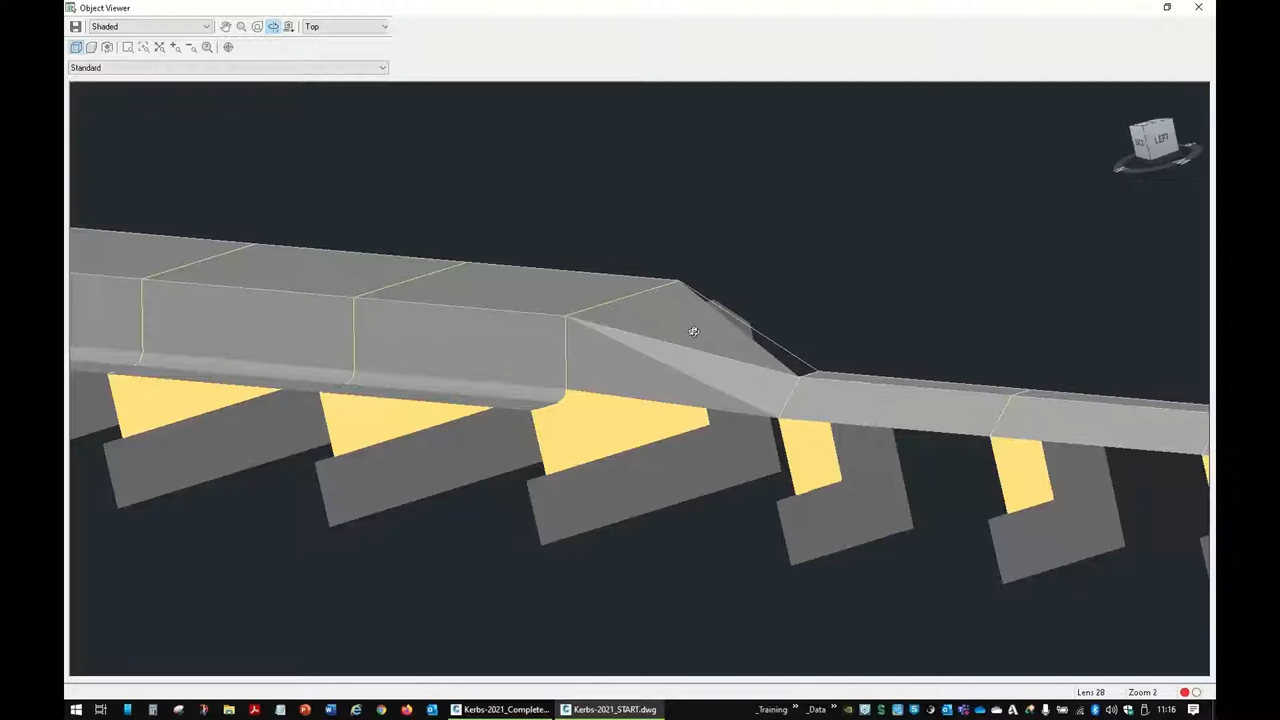 Object Viewer
Shaded
Top
Standard
LEFT
Lens 28
Zoom 2
Kerbs-2021_Complete...
Kerbs-2021_START.dwg
_Training
_Data
11:16